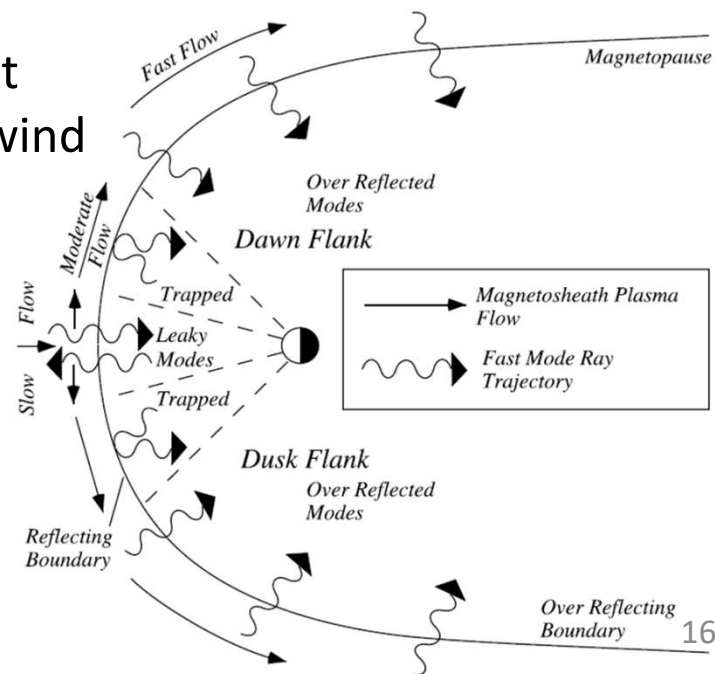 t
wind
Fast Flow
Magnetopause
Over Reflected
Modes
Dawn Flank
Moderate
Flow
Trapped
Magnetosheath Plasma
Flow
Flow
Leaky
Modes
Slow
Fast Mode Ray
Trajectory
Trapped
Dusk Flank
Over Reflected
Modes
Reflecting
Boundary
Over Reflecting
Boundary
16